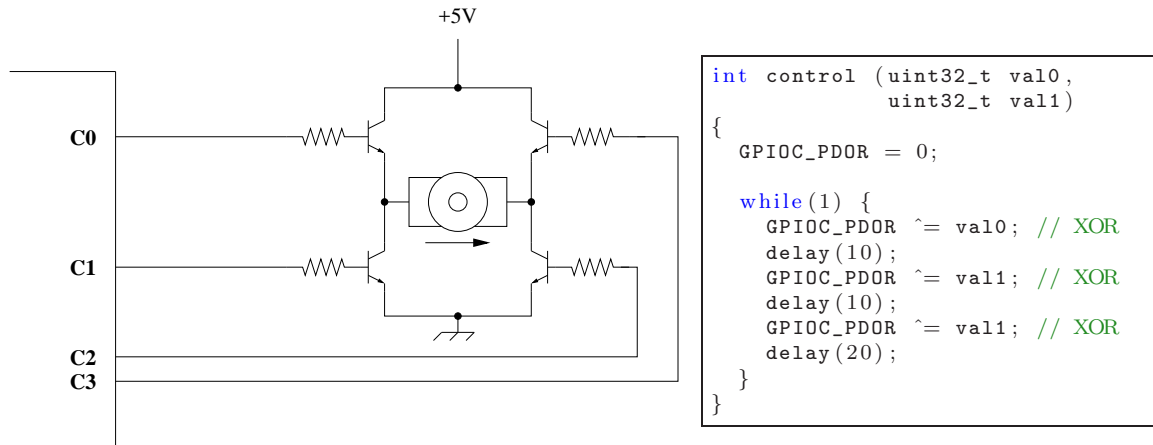 +5V
C0
C1
C2
C3
int control (uint32_t val0,
uint32_t val1)
{
GPIOC_PDOR = 0;
while(1) {
GPIOC_PDOR ^= val0; // XOR
delay(10);
GPIOC_PDOR ^= val1; // XOR
delay(10);
GPIOC_PDOR ^= val1; // XOR
delay(20);
}
}